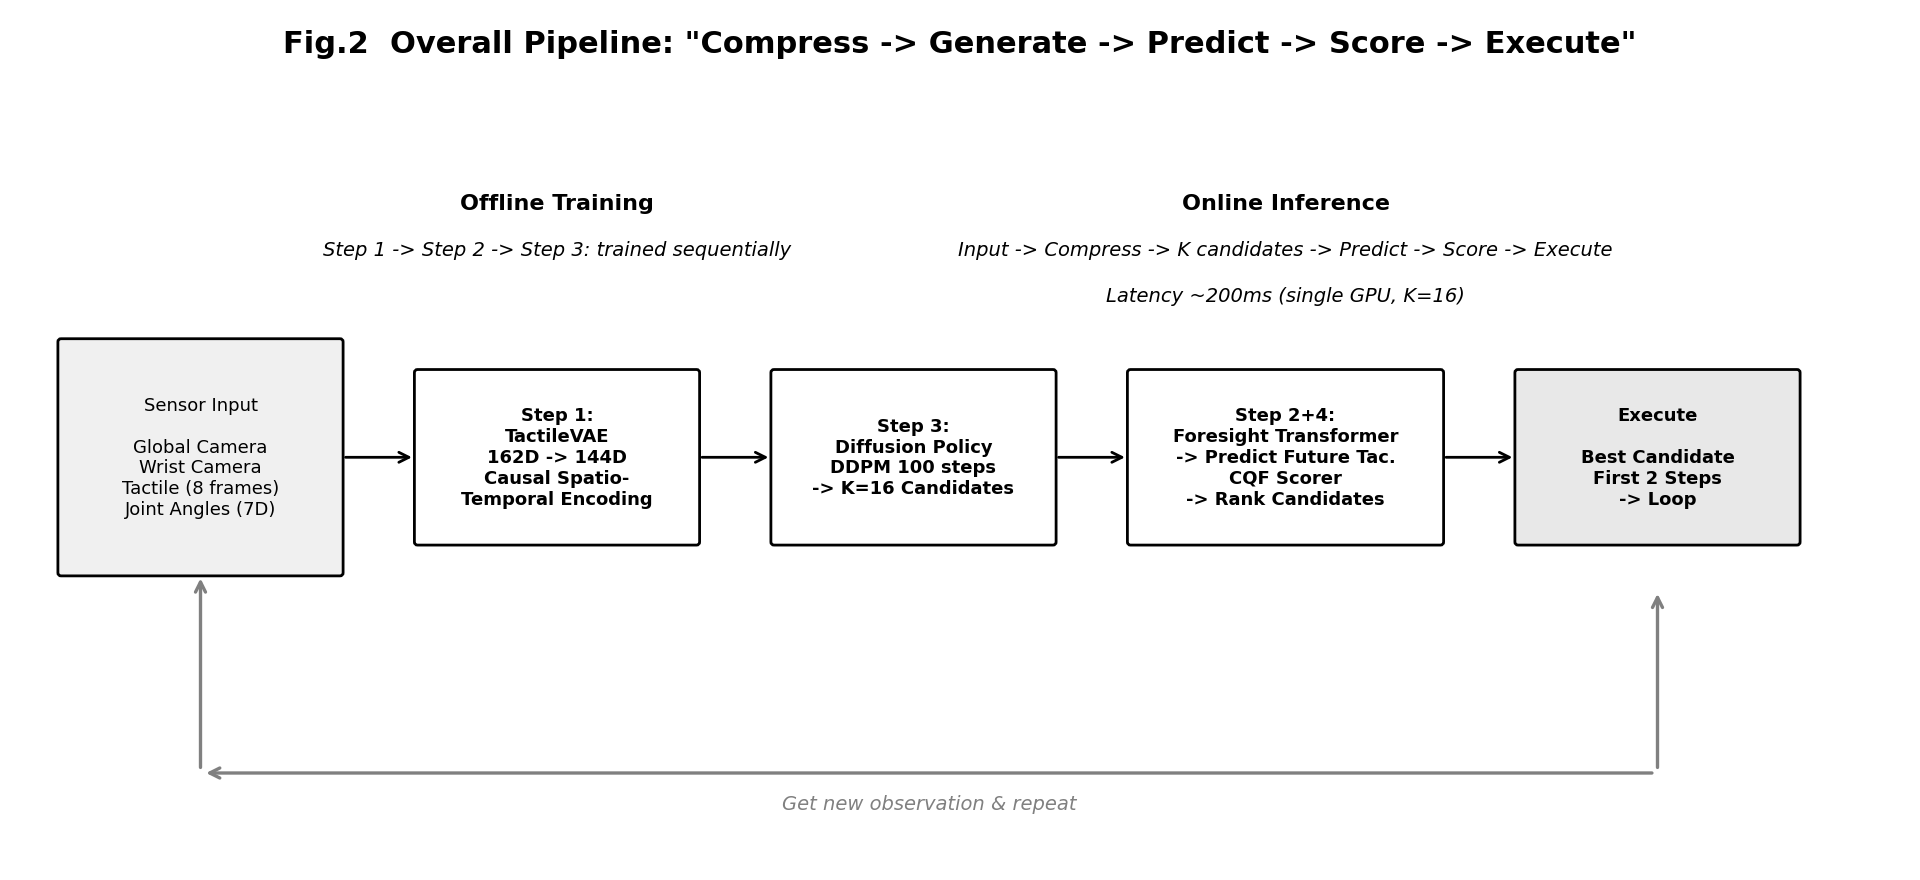 Fig.2  Overall Pipeline: "Compress -> Generate -> Predict -> Score -> Execute"
Offline Training
Step 1 -> Step 2 -> Step 3: trained sequentially
Online Inference
Input -> Compress -> K candidates -> Predict -> Score -> Execute
Latency ~200ms (single GPU, K=16)
Sensor Input
Global Camera
Wrist Camera
Tactile (8 frames)
Joint Angles (7D)
Step 1:
TactileVAE
162D -> 144D
Causal Spatio-
Temporal Encoding
Step 3:
Diffusion Policy
DDPM 100 steps
-> K=16 Candidates
Step 2+4:
Foresight Transformer
-> Predict Future Tac.
CQF Scorer
-> Rank Candidates
Execute
Best Candidate
First 2 Steps
-> Loop
Get new observation & repeat